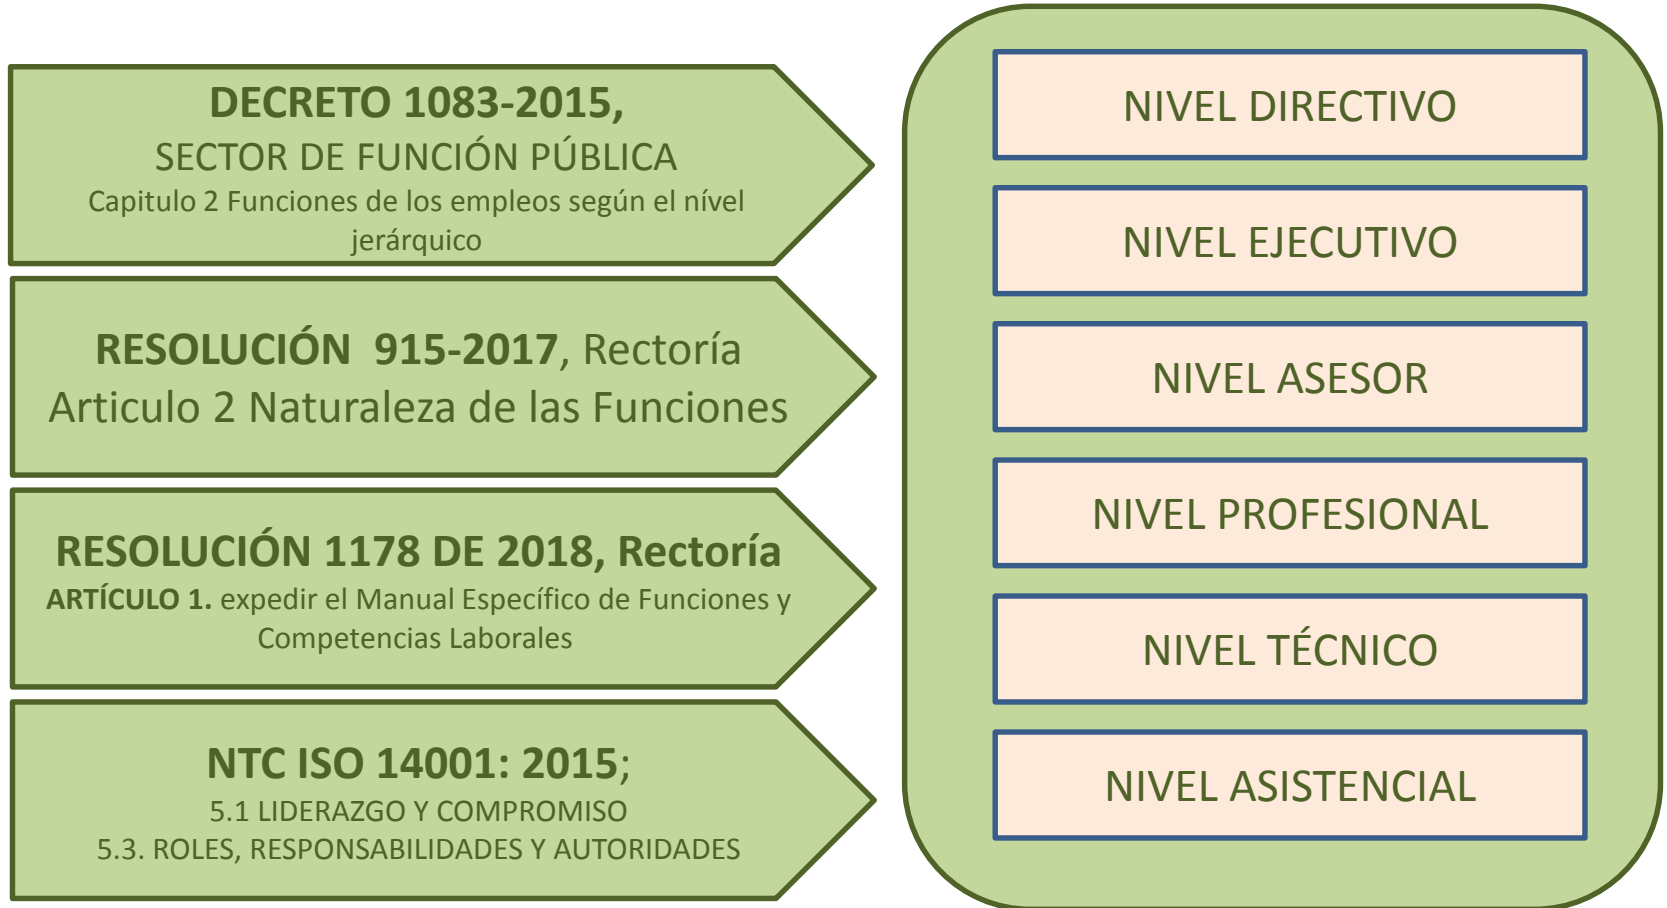 DECRETO 1083-2015,
SECTOR DE FUNCIÓN PÚBLICA
Capitulo 2 Funciones de los empleos según el nível
jerárquico
RESOLUCIÓN  915-2017, Rectoría
Articulo 2 Naturaleza de las Funciones
RESOLUCIÓN 1178 DE 2018, Rectoría
ARTÍCULO 1. expedir el Manual Específico de Funciones y
Competencias Laborales
NTC ISO 14001: 2015;
5.1 LIDERAZGO Y COMPROMISO
5.3. ROLES, RESPONSABILIDADES Y AUTORIDADES
NIVEL DIRECTIVO
NIVEL EJECUTIVO
NIVEL ASESOR
NIVEL PROFESIONAL
NIVEL TÉCNICO
NIVEL ASISTENCIAL